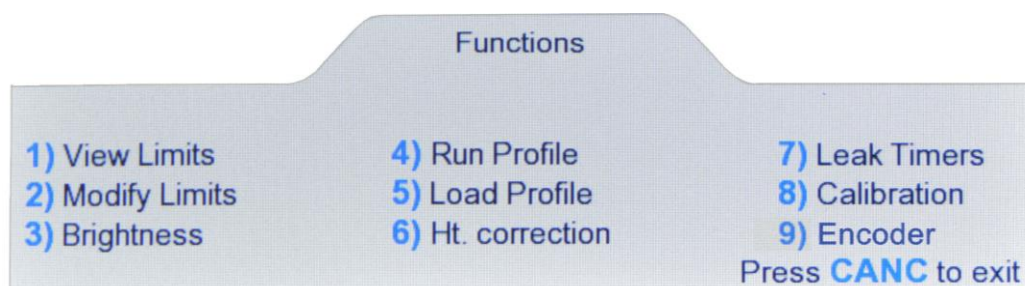 Functions
1) View Limits
2) Modify Limits
3) Brightness
4) Run Profile
5) Load Profile
6) Ht. correction
7) Leak Timers
8) Calibration
9) Encoder
Press CANC to exit